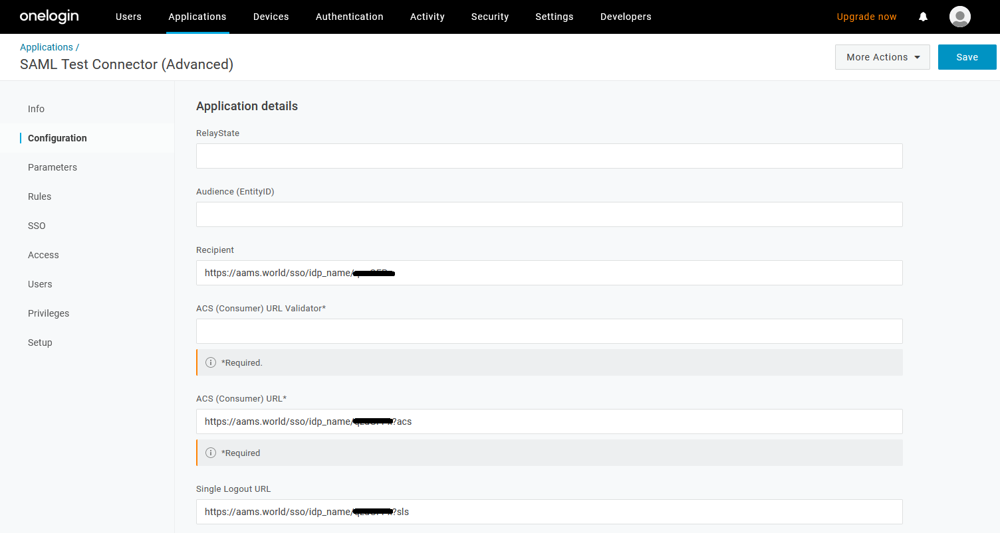 onelogin Users Applications Devices Authentication Activity Security Settings Developers Upgrade now
Applications /
SAML Test Connector (Advanced)
More Actions Save
Info
Configuration
Parameters
Rules
SSO
Access
Users
Privileges
Setup
Application details
RelayState
Audience (EntityID)
Recipient
https://aams.world/sso/idp_name/
ACS (Consumer) URL Validator*
*Required.
ACS (Consumer) URL*
https://aams.world/sso/idp_name/ ?acs
*Required
Single Logout URL
https://aams.world/sso/idp_name/ ?sls